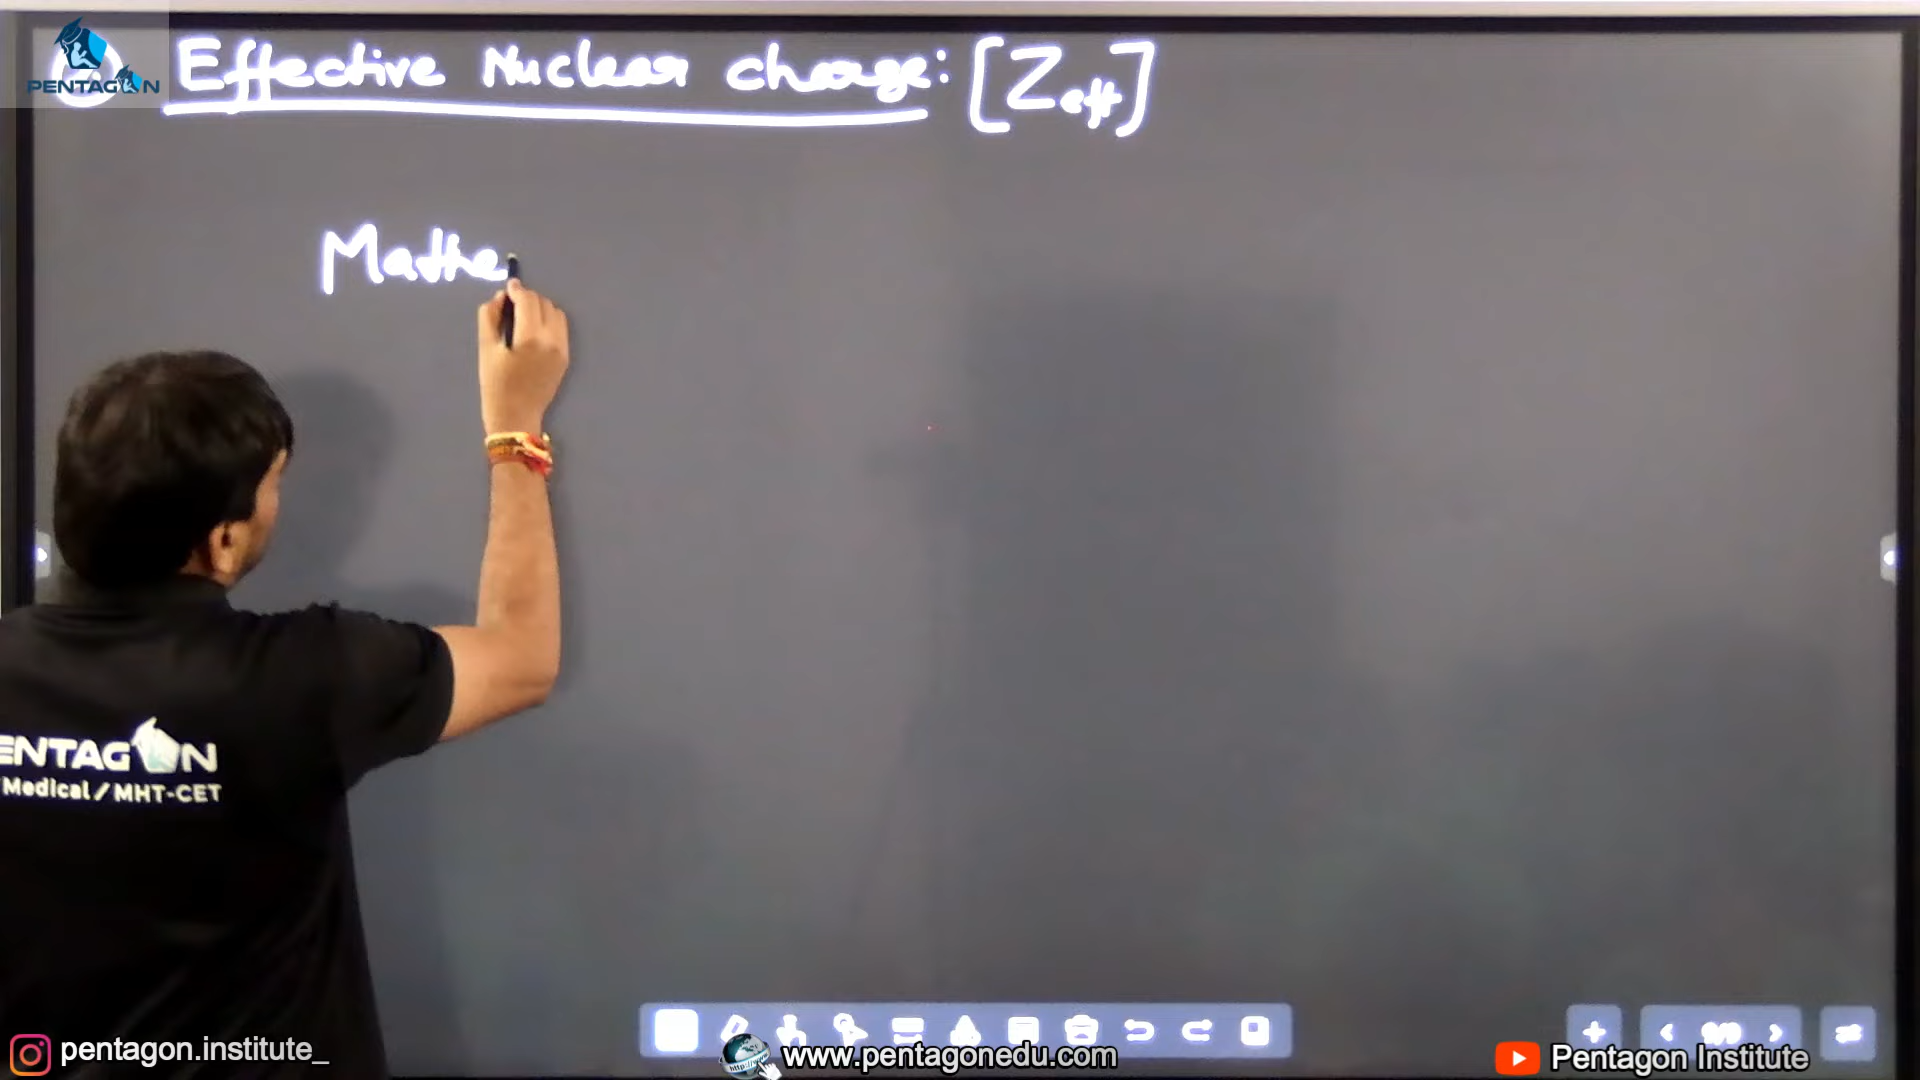 PENTAGON
Effective Nuclear charge: [Zeff]
Mathe
ENTAGON
Medical/MHT-CET
pentagon.institute_
www.pentagonedu.com
Pentagon Institute